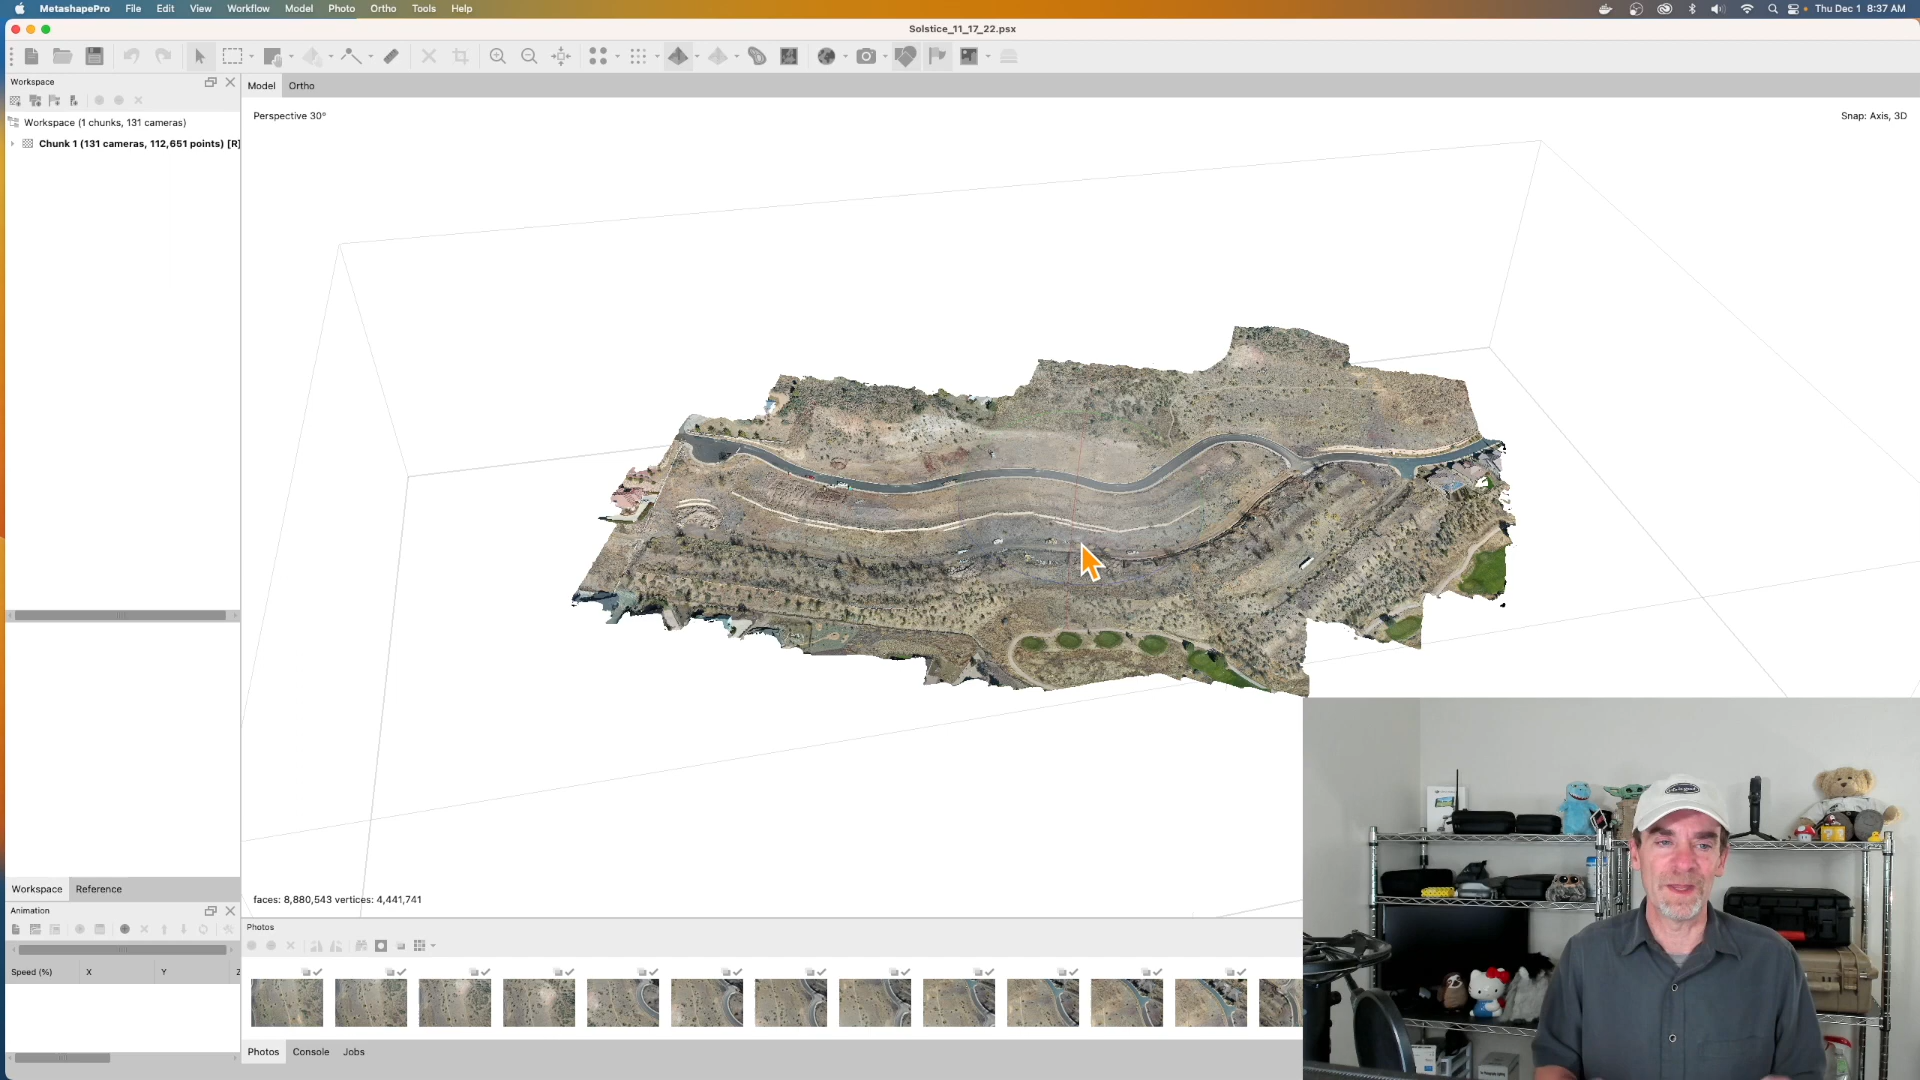 MetashapePro File Edit View Workflow Model Photo Ortho Tools Help
Thu Dec 1 8:37 AM
Solstice_11_17_22.psx
Workspace
Workspace (1 chunks, 131 cameras)
Chunk 1 (131 cameras, 112,651 points) [R]
Model Ortho
Perspective 30°
Snap: Axis, 3D
faces: 8,880,543 vertices: 4,441,741
Workspace Reference
Animation
Speed (%) X Y Z
Photos
Photos Console Jobs